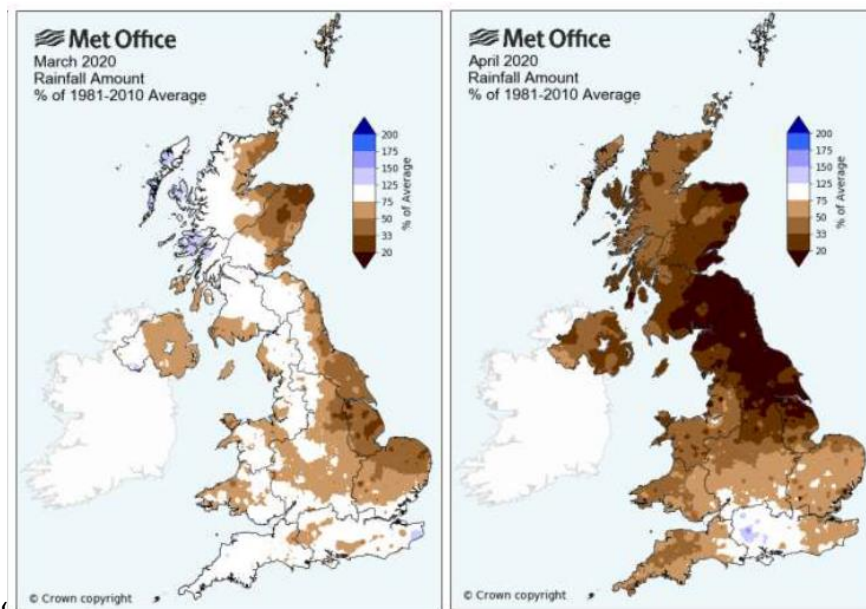 Met Office
March 2020
Rainfall Amount
% of 1981-2010 Average
200
175
150
125
75
50
33
20
% of Average
© Crown copyright
Met Office
April 2020
Rainfall Amount
% of 1981-2010 Average
200
175
150
125
75
50
33
20
% of Average
© Crown copyright